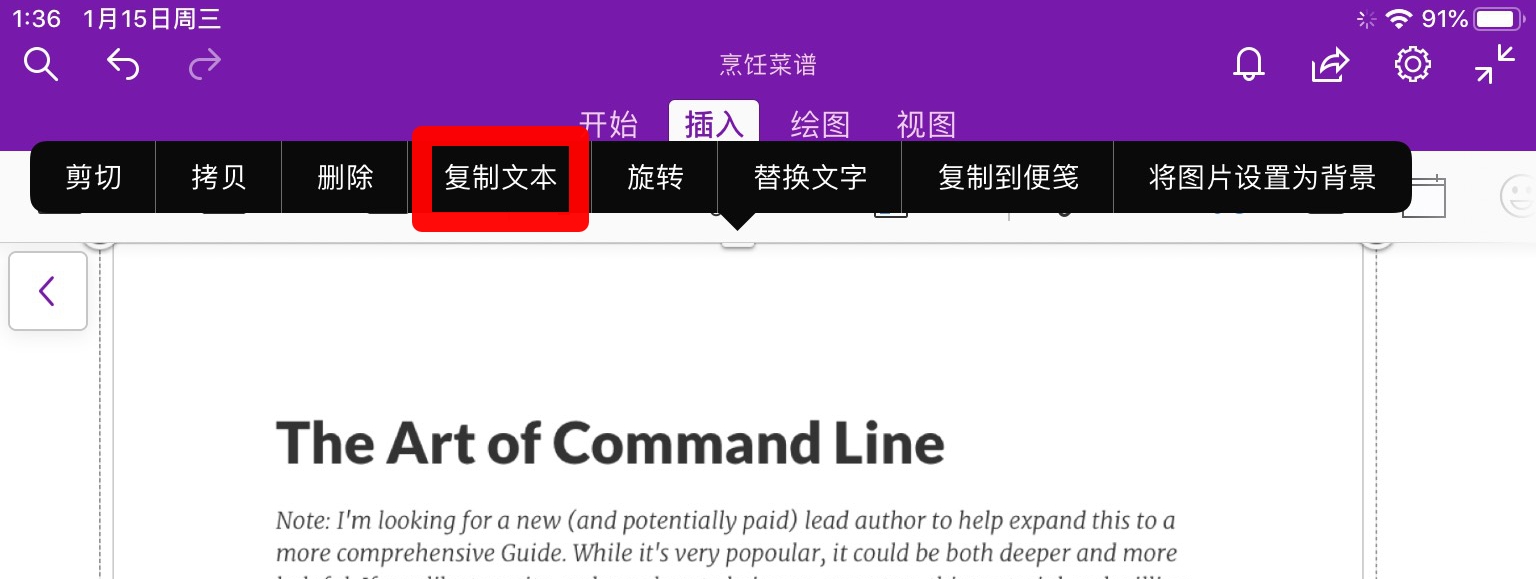 1:36 1月15日周三 91%
烹饪菜谱
开始 插入 绘图 视图
剪切 拷贝 删除 复制文本 旋转 替换文字 复制到便笺 将图片设置为背景
The Art of Command Line
Note: I'm looking for a new (and potentially paid) lead author to help expand this to a
more comprehensive Guide. While it's very popoular, it could be both deeper and more